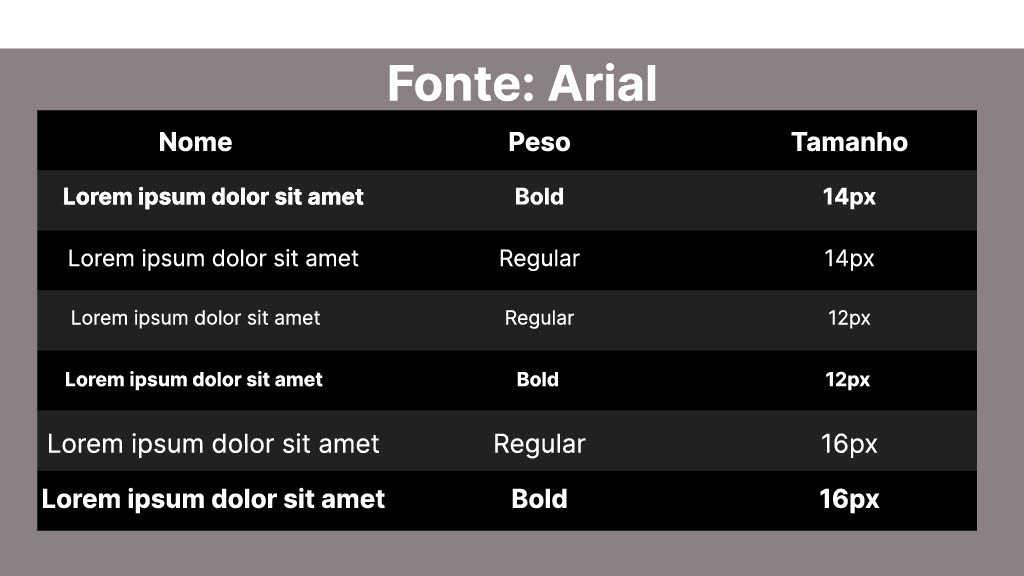 Fonte: Arial
Nome Peso Tamanho
Lorem ipsum dolor sit amet Bold 14px
Lorem ipsum dolor sit amet Regular 14px
Lorem ipsum dolor sit amet Regular 12px
Lorem ipsum dolor sit amet Bold 12px
Lorem ipsum dolor sit amet Regular 16px
Lorem ipsum dolor sit amet Bold 16px